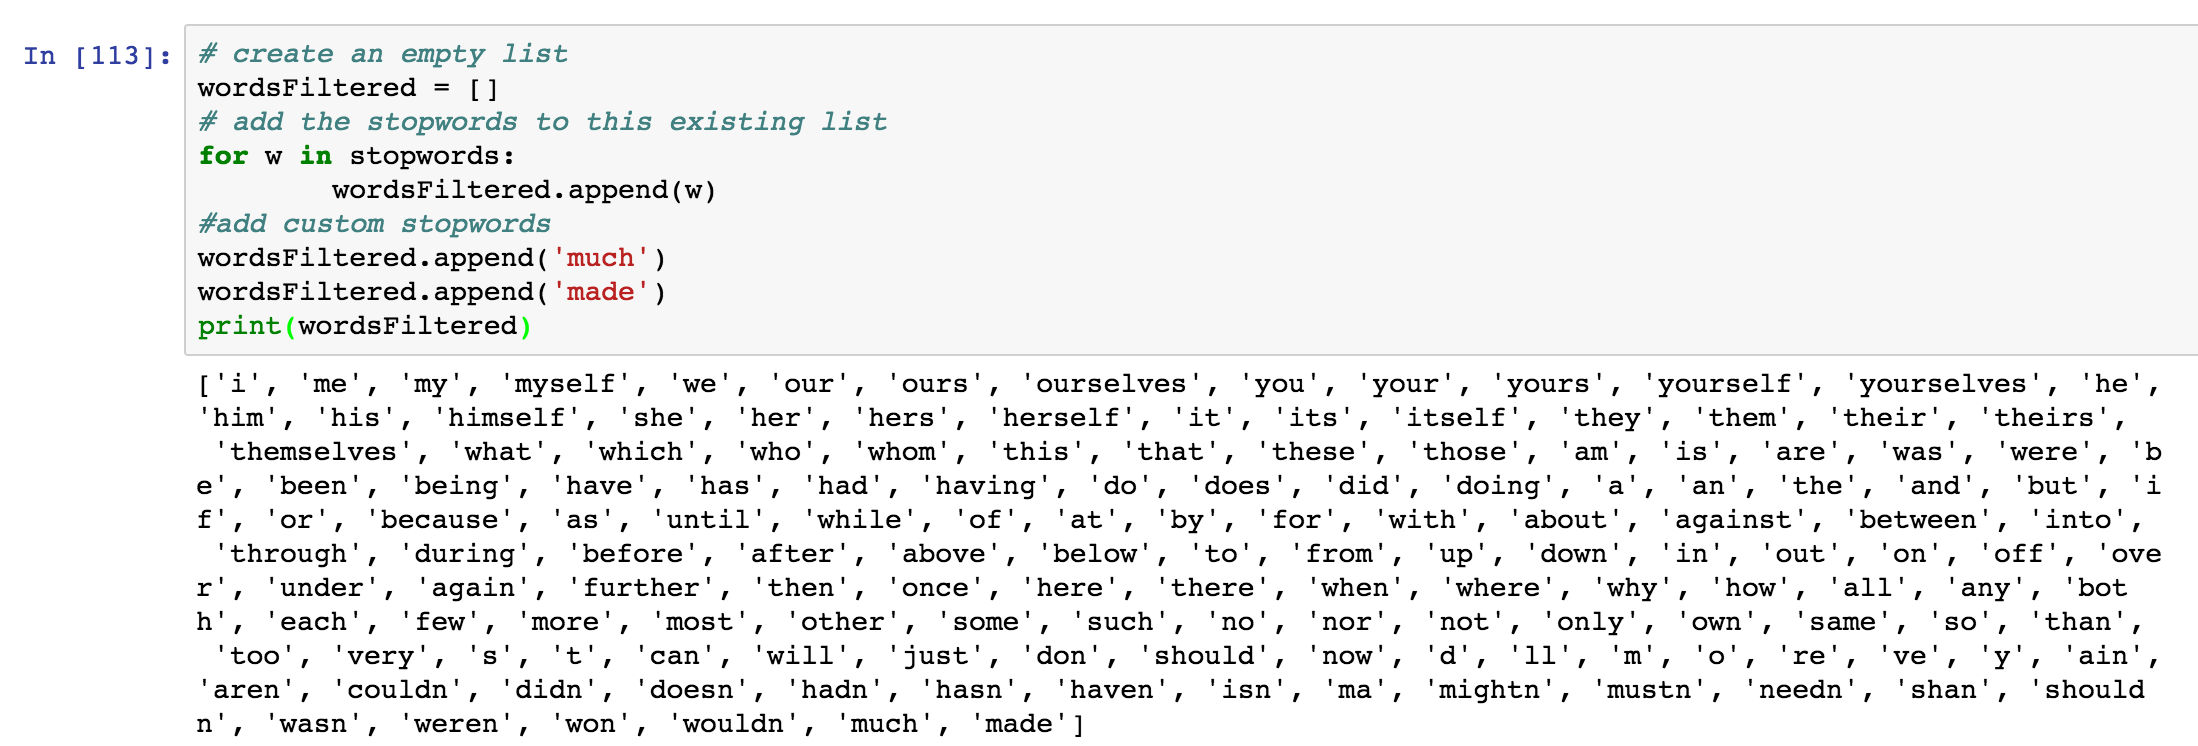 In [113]:
# create an empty list
wordsFiltered = []
# add the stopwords to this existing list
for w in stopwords:
        wordsFiltered.append(w)
#add custom stopwords
wordsFiltered.append('much')
wordsFiltered.append('made')
print(wordsFiltered)
['i', 'me', 'my', 'myself', 'we', 'our', 'ours', 'ourselves', 'you', 'your', 'yours', 'yourself', 'yourselves', 'he',
'him', 'his', 'himself', 'she', 'her', 'hers', 'herself', 'it', 'its', 'itself', 'they', 'them', 'their', 'theirs',
 'themselves', 'what', 'which', 'who', 'whom', 'this', 'that', 'these', 'those', 'am', 'is', 'are', 'was', 'were', 'b
e', 'been', 'being', 'have', 'has', 'had', 'having', 'do', 'does', 'did', 'doing', 'a', 'an', 'the', 'and', 'but', 'i
f', 'or', 'because', 'as', 'until', 'while', 'of', 'at', 'by', 'for', 'with', 'about', 'against', 'between', 'into',
 'through', 'during', 'before', 'after', 'above', 'below', 'to', 'from', 'up', 'down', 'in', 'out', 'on', 'off', 'ove
r', 'under', 'again', 'further', 'then', 'once', 'here', 'there', 'when', 'where', 'why', 'how', 'all', 'any', 'bot
h', 'each', 'few', 'more', 'most', 'other', 'some', 'such', 'no', 'nor', 'not', 'only', 'own', 'same', 'so', 'than',
 'too', 'very', 's', 't', 'can', 'will', 'just', 'don', 'should', 'now', 'd', 'll', 'm', 'o', 're', 've', 'y', 'ain',
'aren', 'couldn', 'didn', 'doesn', 'hadn', 'hasn', 'haven', 'isn', 'ma', 'mightn', 'mustn', 'needn', 'shan', 'should
n', 'wasn', 'weren', 'won', 'wouldn', 'much', 'made']